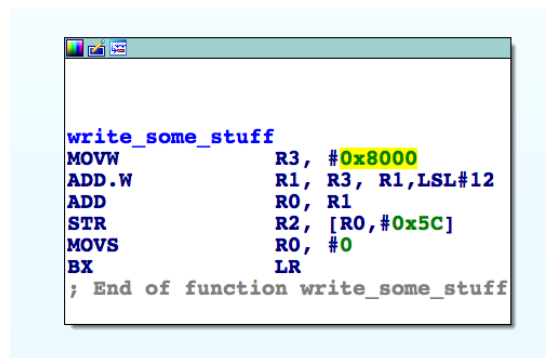 write_some_stuff
MOVW R3, #0x8000
ADD.W R1, R3, R1,LSL#12
ADD R0, R1
STR R2, [R0,#0x5C]
MOVS R0, #0
BX LR
; End of function write_some_stuff